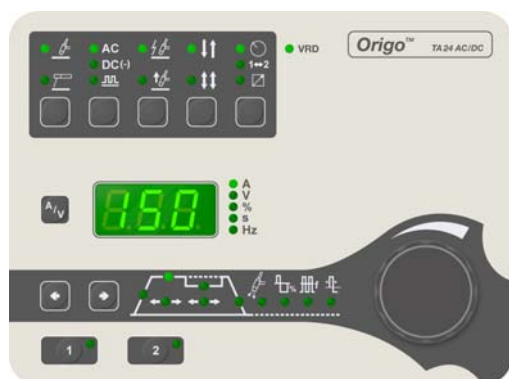 Origo™ TA24 AC/DC
AC
DC(-)
VRD
1↔2
A/V
150
A
V
%
s
Hz
%
f
1
2